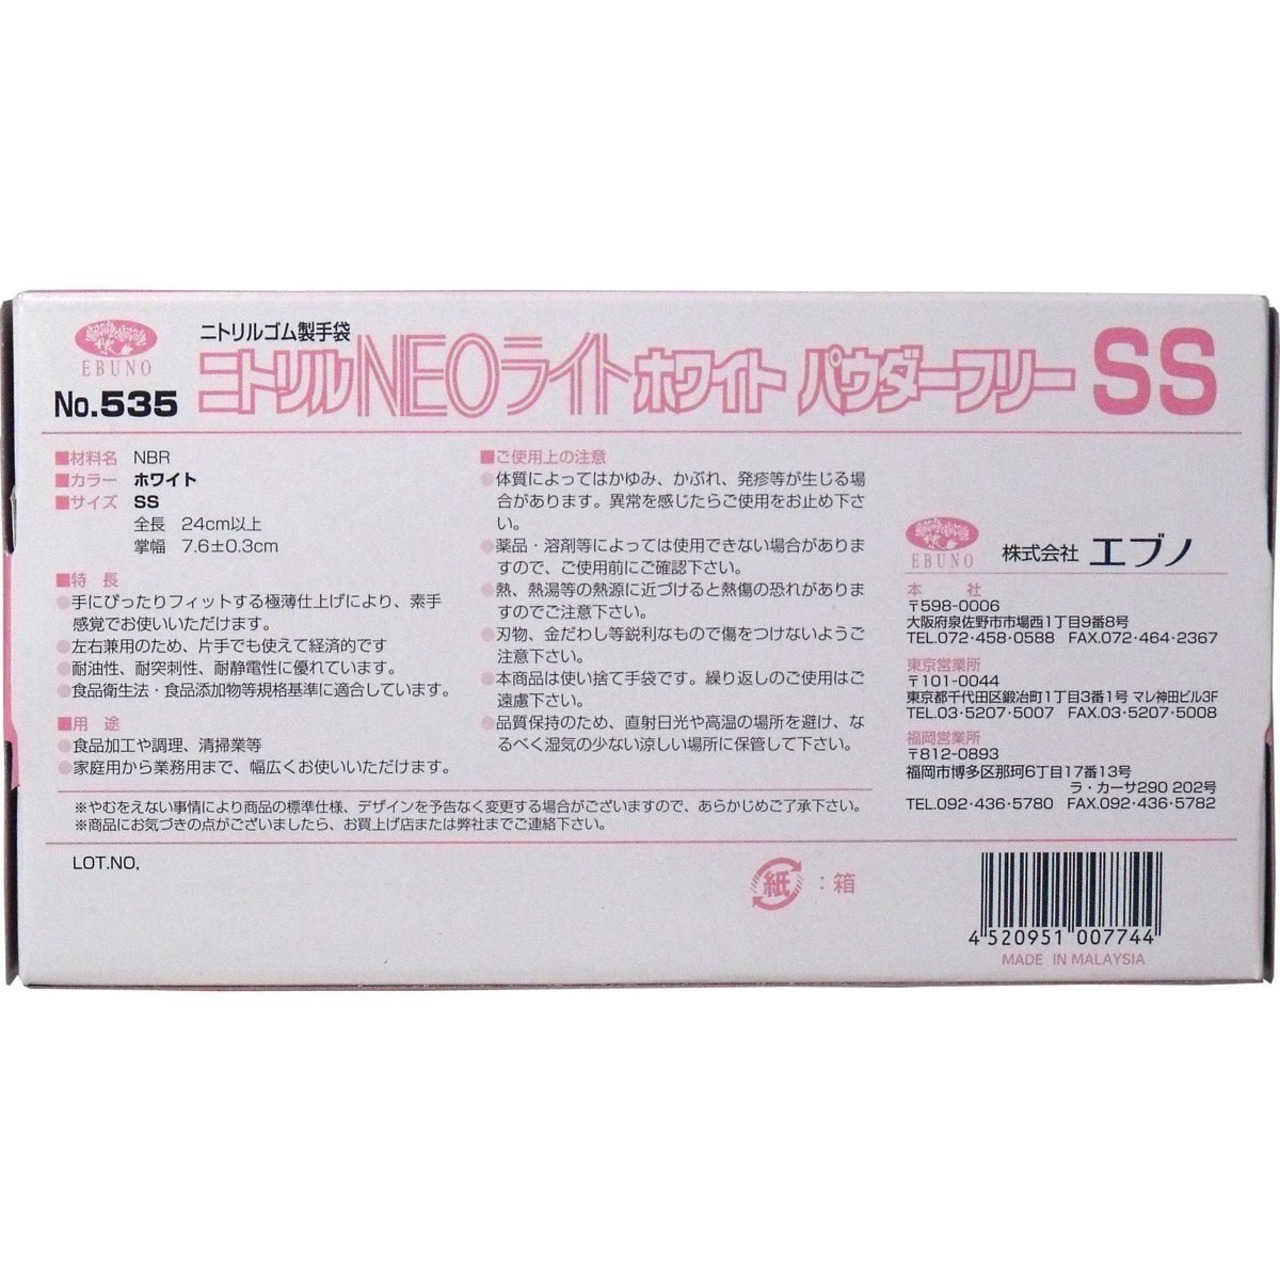 EBUNO
ニトリルゴム製手袋
No.535
ニトリルNEOライトホワイト パウダーフリー SS
■材料名 NBR
■カラー ホワイト
■サイズ SS
全長 24cm以上
掌幅 7.6±0.3cm
■特 長
●手にぴったりフィットする極薄仕上げにより、素手
感覚でお使いいただけます。
●左右兼用のため、片手でも使えて経済的です
●耐油性、耐突刺性、耐静電性に優れています。
●食品衛生法・食品添加物等規格基準に適合しています。
■用 途
●食品加工や調理、清掃業等
●家庭用から業務用まで、幅広くお使いいただけます。
■ご使用上の注意
●体質によってはかゆみ、かぶれ、発疹等が生じる場
合があります。異常を感じたらご使用をお止め下さ
い。
●薬品・溶剤等によっては使用できない場合がありま
すので、ご使用前にご確認下さい。
●熱、熱湯等の熱源に近づけると熱傷の恐れがありま
すのでご注意下さい。
●刃物、金だわし等鋭利なもので傷をつけないようご
注意下さい。
●本商品は使い捨て手袋です。繰り返しのご使用はご
遠慮下さい。
●品質保持のため、直射日光や高温の場所を避け、な
るべく湿気の少ない涼しい場所に保管して下さい。
※やむをえない事情により商品の標準仕様、デザインを予告なく変更する場合がございますので、あらかじめご了承下さい。
※商品にお気づきの点がございましたら、お買上げ店または弊社までご連絡下さい。
EBUNO
株式会社 エブノ
本 社
〒598-0006
大阪府泉佐野市市場西1丁目9番8号
TEL.072-458-0588 FAX.072-464-2367
東京営業所
〒101-0044
東京都千代田区鍛冶町1丁目3番1号 マレ神田ビル3F
TEL.03-5207-5007 FAX.03-5207-5008
福岡営業所
〒812-0893
福岡市博多区那珂6丁目17番13号
ラ・カーサ290 202号
TEL.092-436-5780 FAX.092-436-5782
LOT.NO,
紙：箱
4 520951 007744
MADE IN MALAYSIA